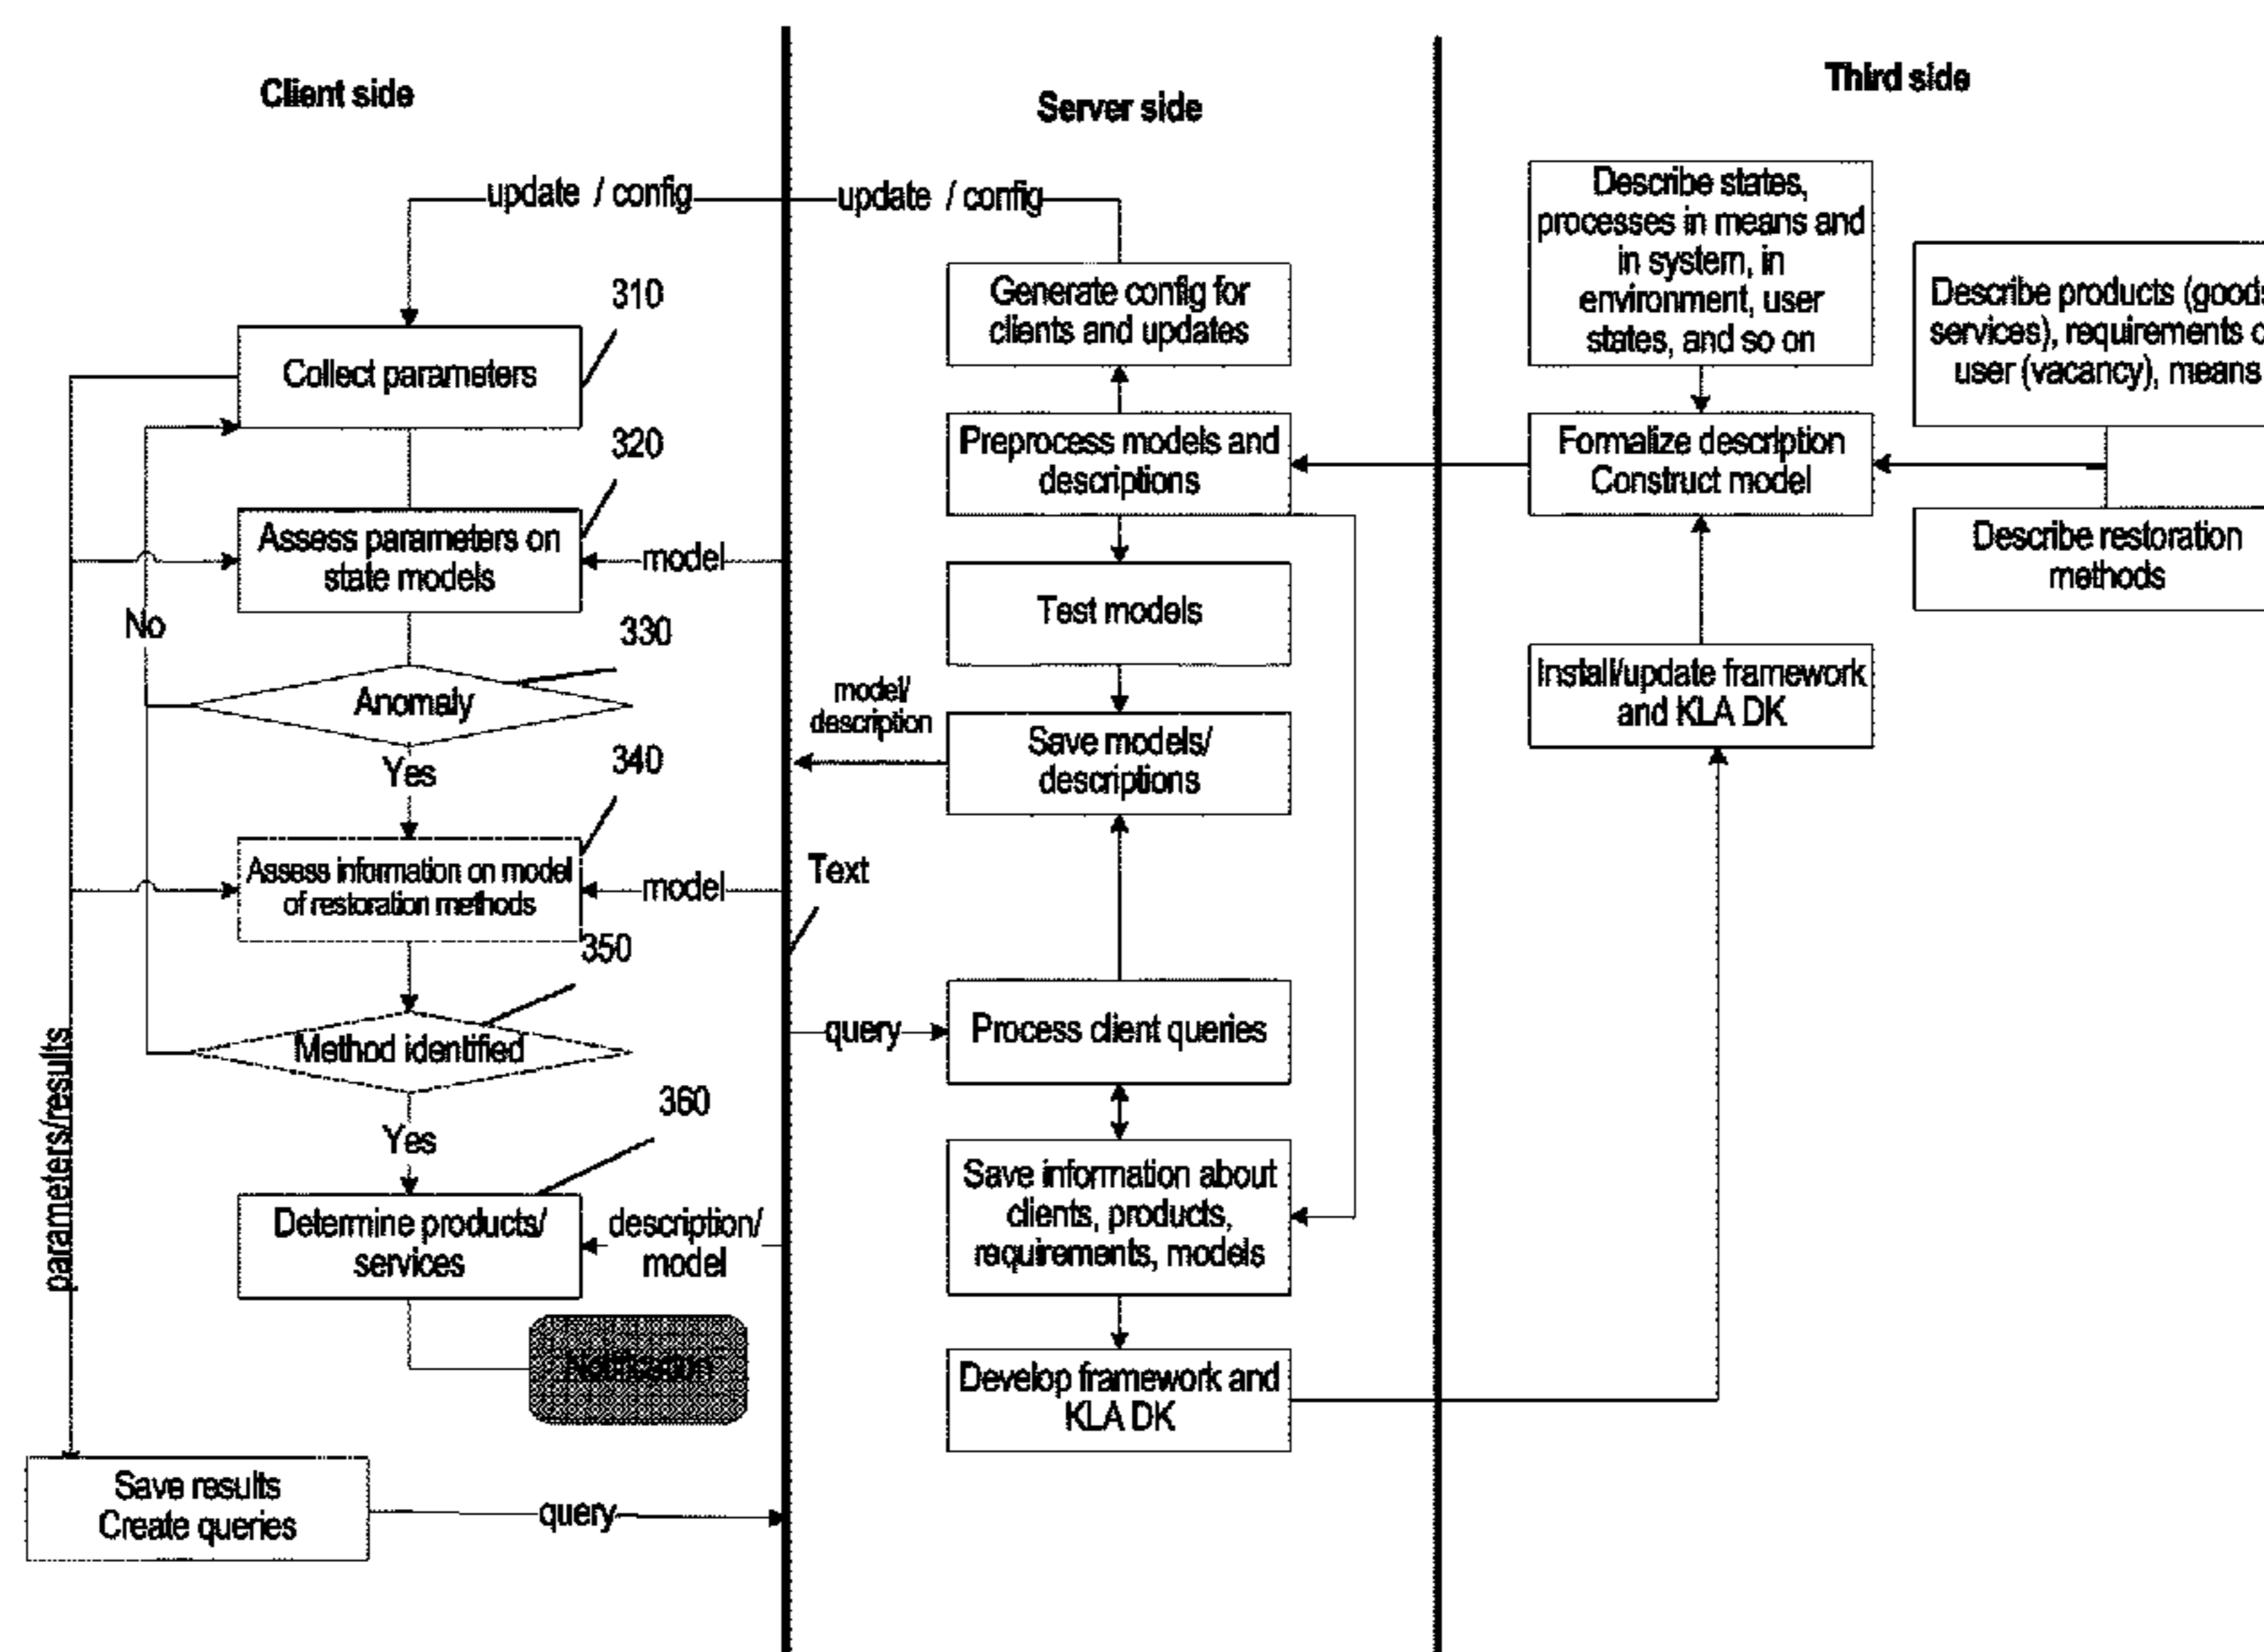 Client side
update / config
310
Collect parameters
320
Assess parameters on
state models
model
No
330
Anomaly
Yes
340
Assess information on model
of restoration methods
model
350
Method identified
Yes
360
Determine products/
services
description/
model
Notification
parameters/results
Save results
Create queries
query
Server side
update / config
Generate config for
clients and updates
Preprocess models and
descriptions
Test models
model/
description
Save models/
descriptions
Text
query
Process client queries
Save information about
clients, products,
requirements, models
Develop framework and
KLA DK
Third side
Describe states,
processes in means and
in system, in
environment, user
states, and so on
Describe products (goods
services), requirements
user (vacancy), means
Formalize description
Construct model
Describe restoration
methods
Install/update framework
and KLA DK